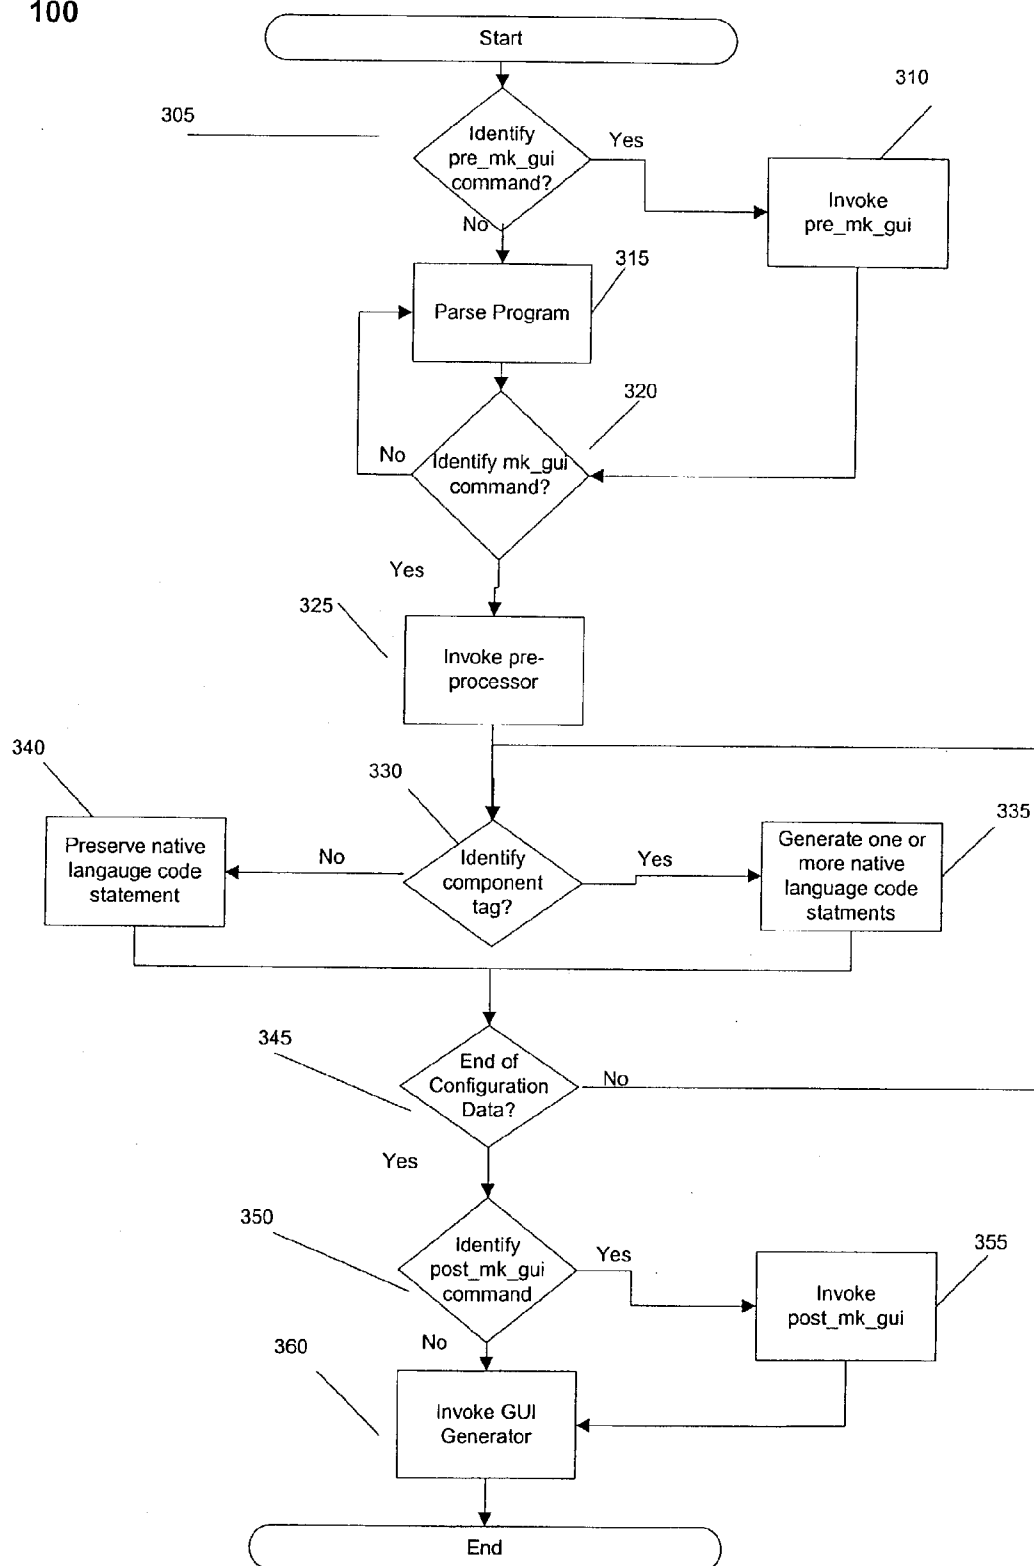 100
Start
305
Identify
pre_mk_gui
command?
Yes
310
Invoke
pre_mk_gui
No
315
Parse Program
320
No
Identify mk_gui
command?
Yes
325
Invoke pre-
processor
340
330
335
Preserve native
langauge code
statement
No
Identify
component
tag?
Yes
Generate one or
more native
language code
statments
345
End of
Configuration
Data?
No
Yes
350
Identify
post_mk_gui
command
Yes
355
Invoke
post_mk_gui
No
360
Invoke GUI
Generator
End